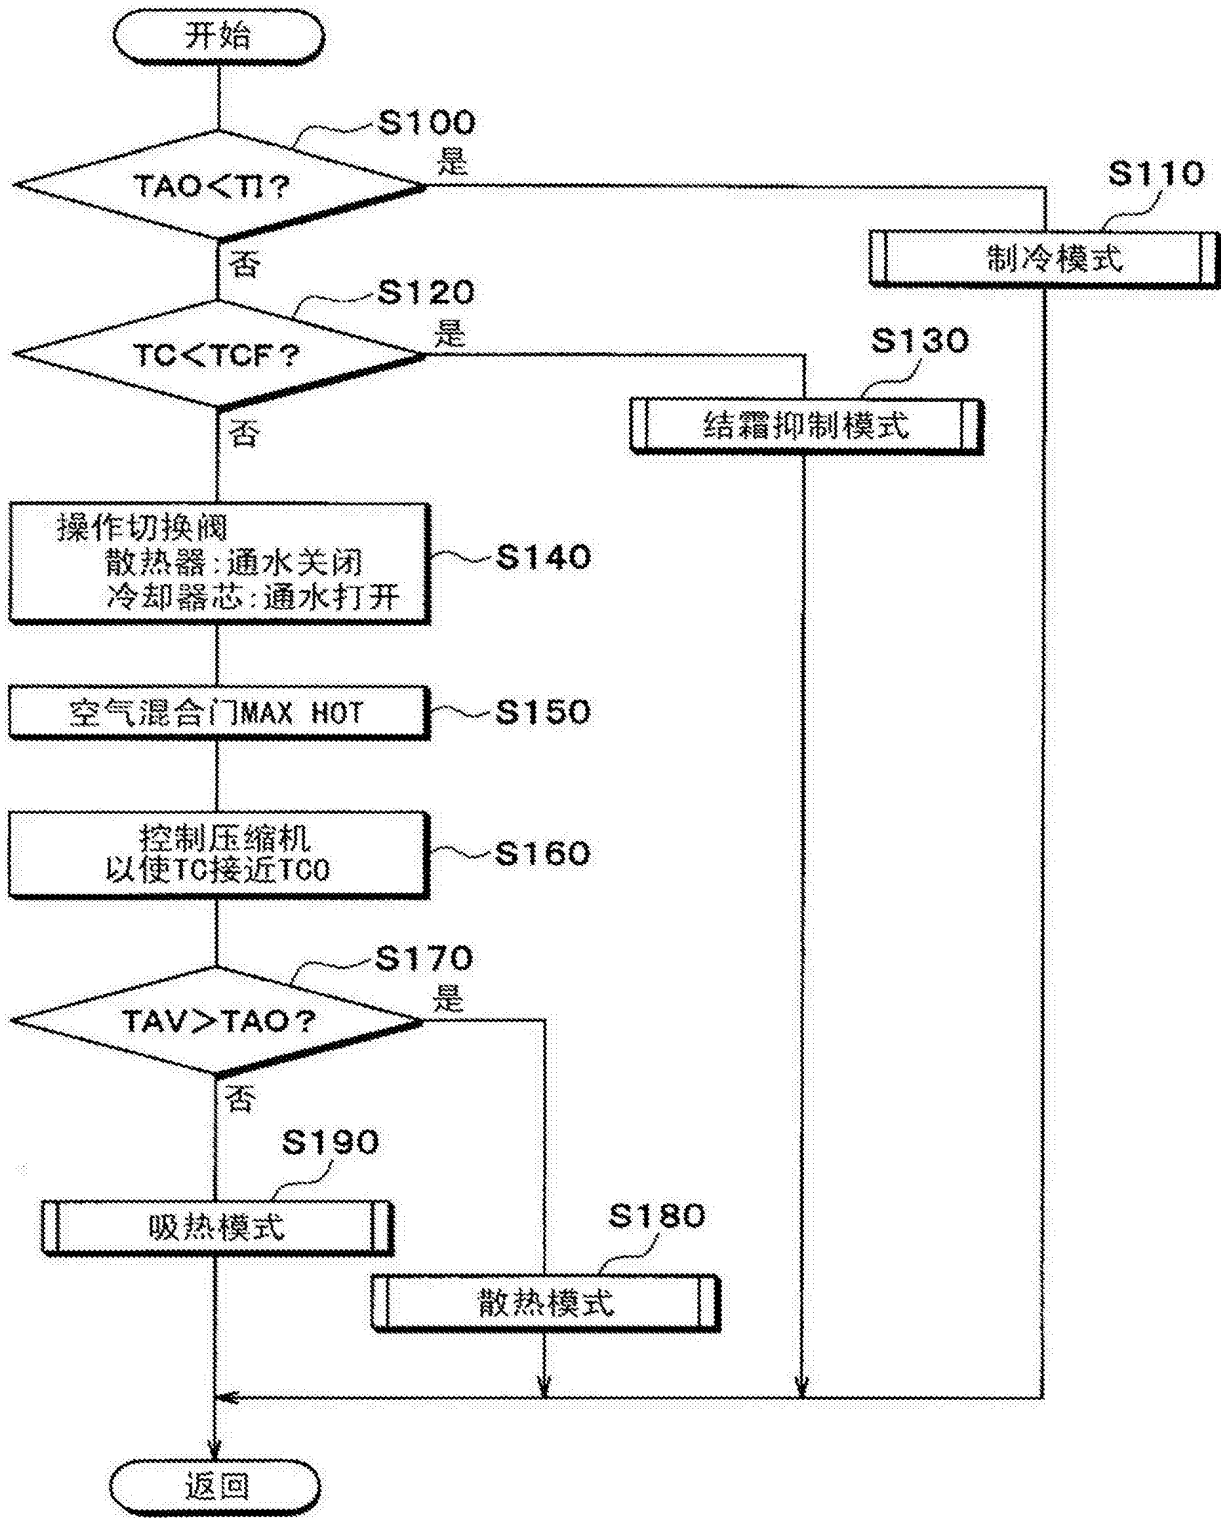 开始
S100
TAO<TI?
是
S110
制冷模式
否
S120
TC<TCF?
是
S130
结霜抑制模式
否
操作切换阀
散热器:通水关闭
冷却器芯:通水打开
S140
空气混合门MAX HOT
S150
控制压缩机
以使TC接近TCO
S160
S170
TAV>TAO?
是
否
S190
吸热模式
S180
散热模式
返回